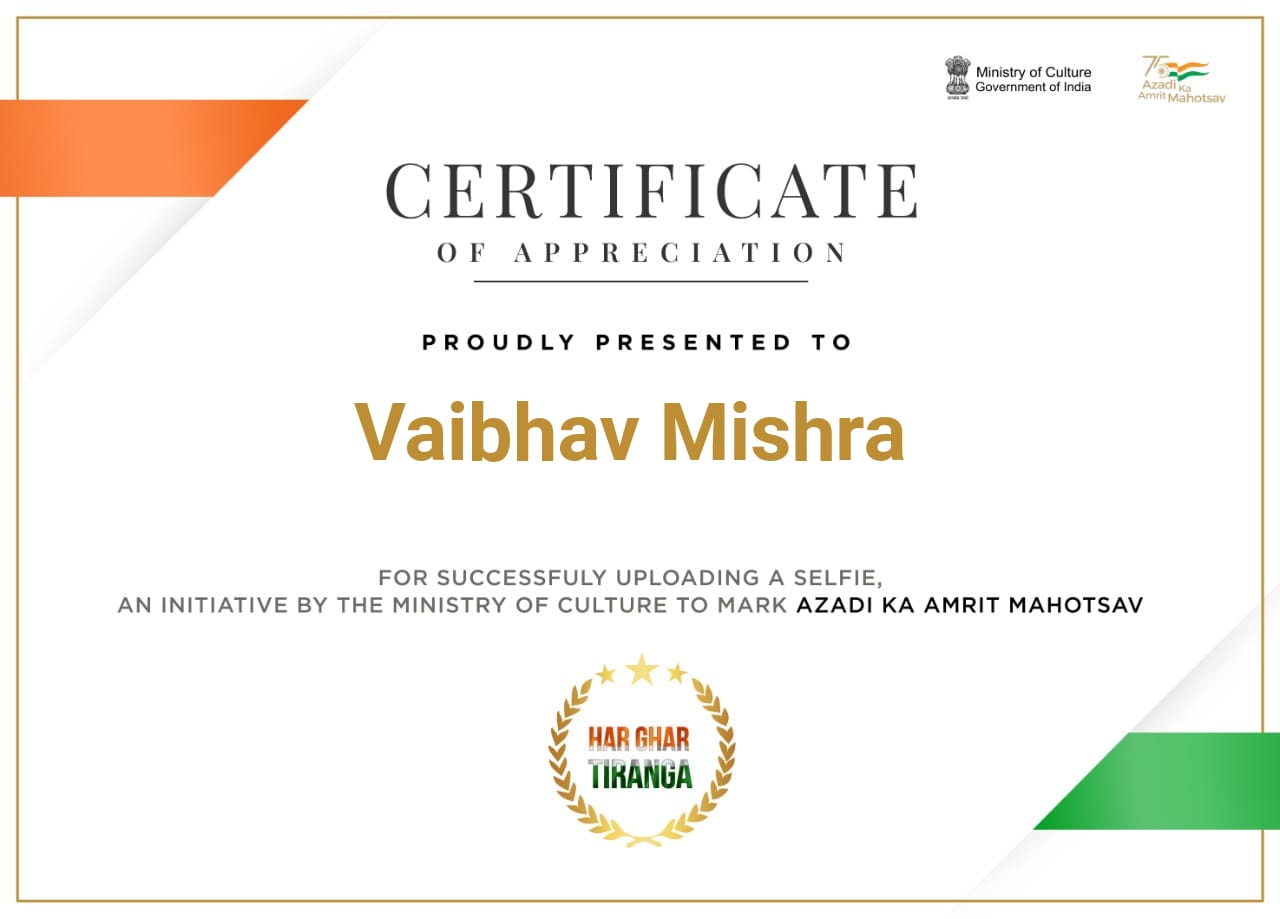 Ministry of Culture
Government of India
75
Azadi Ka
Amrit Mahotsav
CERTIFICATE
OF APPRECIATION
PROUDLY PRESENTED TO
Vaibhav Mishra
FOR SUCCESSFULY UPLOADING A SELFIE,
AN INITIATIVE BY THE MINISTRY OF CULTURE TO MARK AZADI KA AMRIT MAHOTSAV
HAR GHAR
TIRANGA